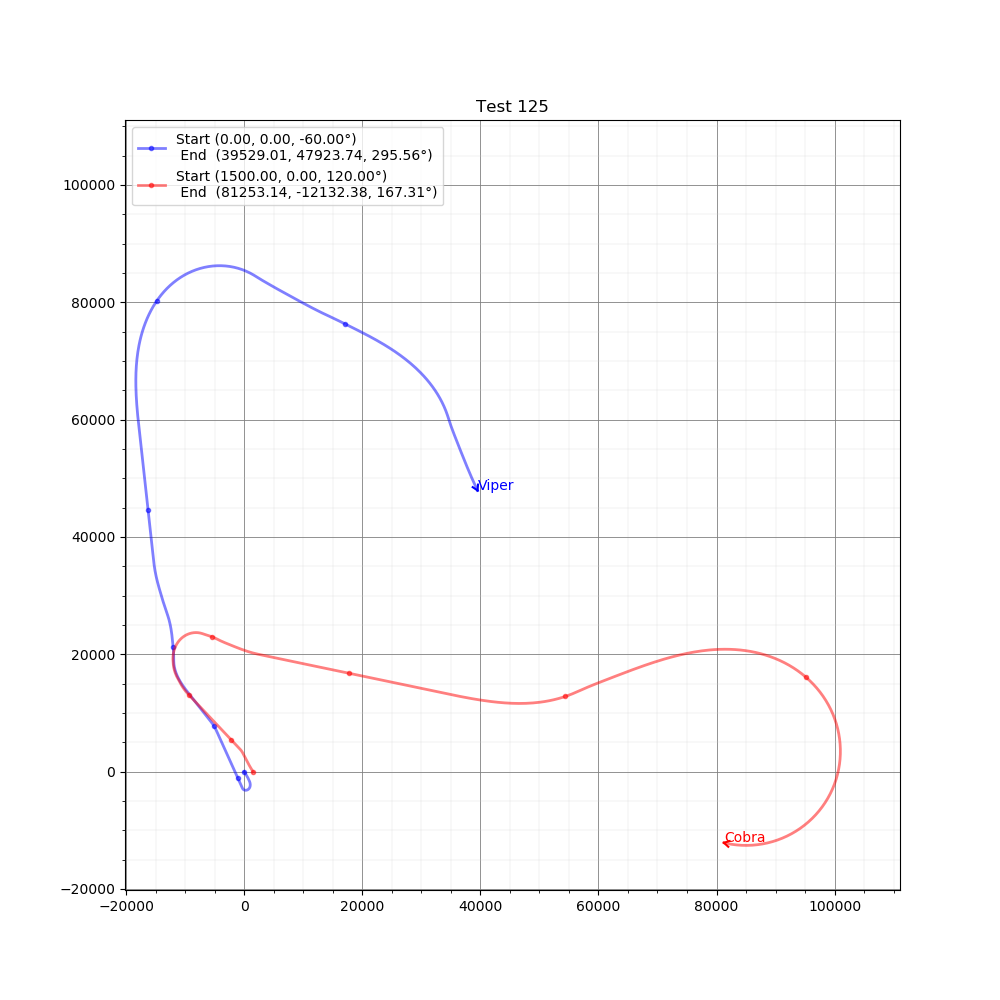 Test 125
Start (0.00, 0.00, -60.00°)
End (39529.01, 47923.74, 295.56°)
Start (1500.00, 0.00, 120.00°)
End (81253.14, -12132.38, 167.31°)
100000
80000
60000
40000
20000
0
−20000
Viper
Cobra
−20000 0 20000 40000 60000 80000 100000